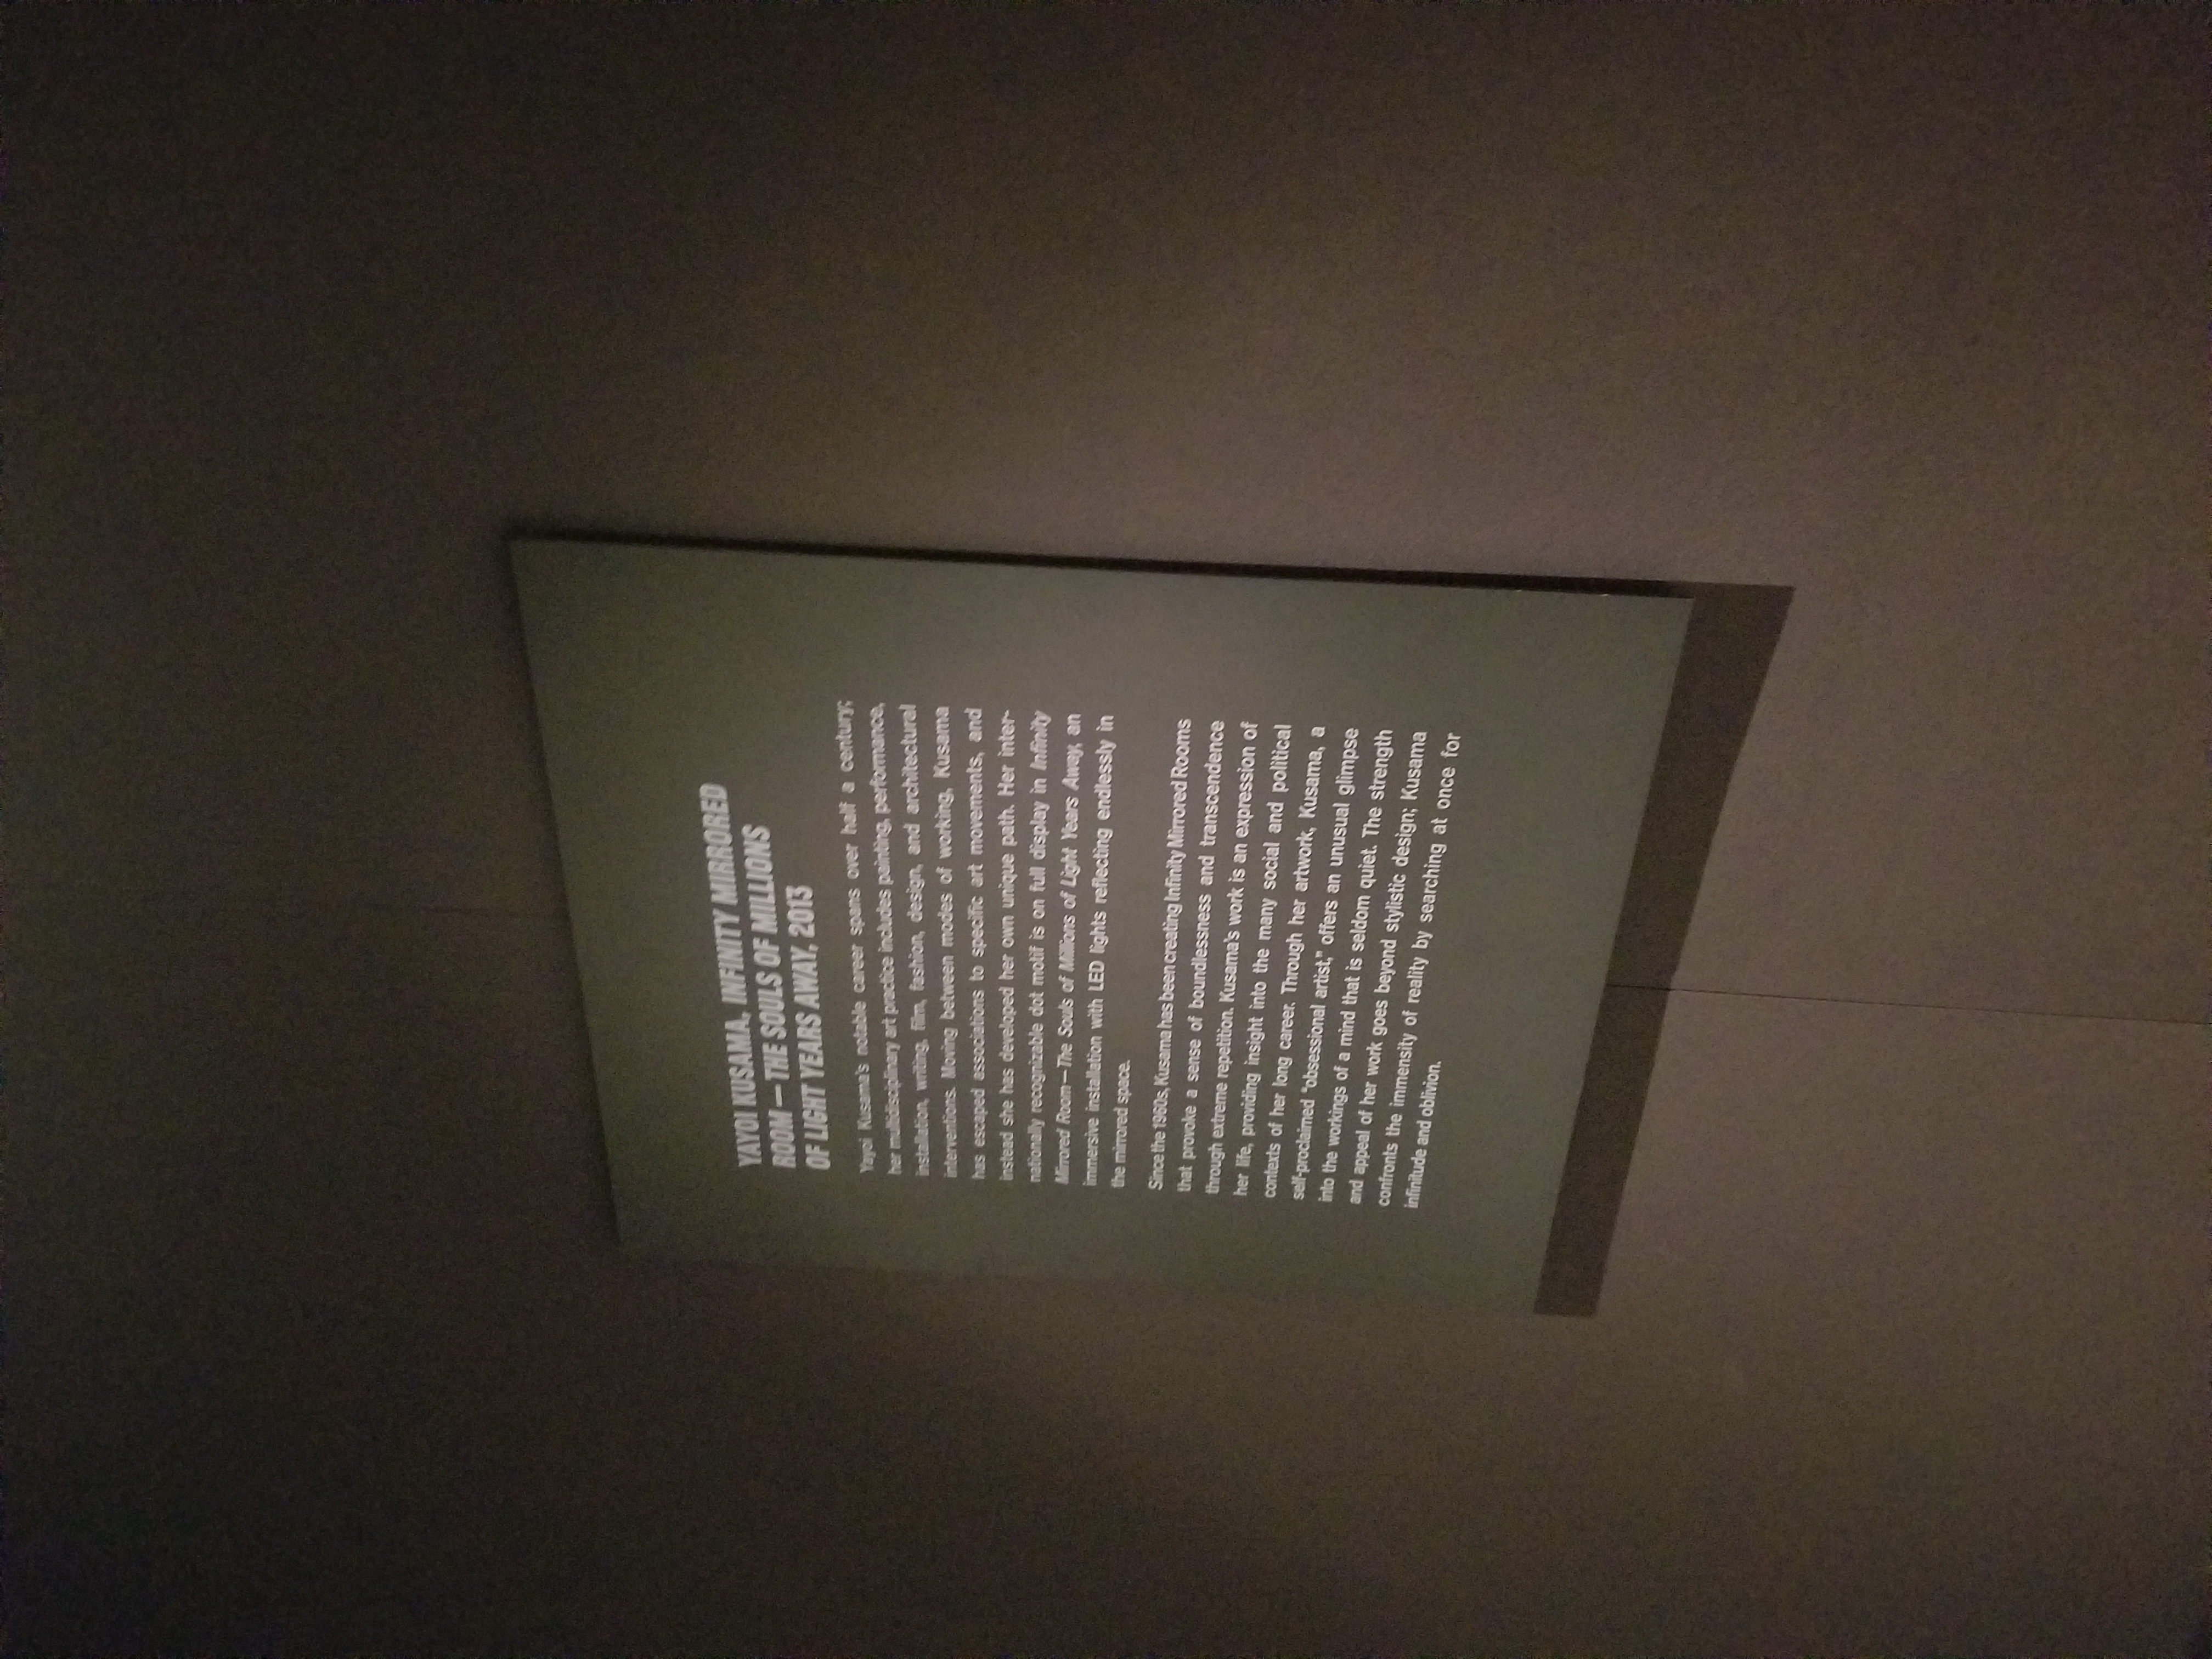 YAYOI KUSAMA, INFINITY MIRRORED
ROOM — THE SOULS OF MILLIONS
OF LIGHT YEARS AWAY, 2013
Yayoi Kusama's notable career spans over half a century;
her multidisciplinary art practice includes painting, performance,
installation, writing, film, fashion, design, and architectural
interventions. Moving between modes of working, Kusama
has escaped associations to specific art movements, and
instead she has developed her own unique path. Her inter-
nationally recognizable dot motif is on full display in Infinity
Mirrored Room—The Souls of Millions of Light Years Away, an
immersive installation with LED lights reflecting endlessly in
the mirrored space.
Since the 1960s, Kusama has been creating Infinity Mirrored Rooms
that provoke a sense of boundlessness and transcendence
through extreme repetition. Kusama's work is an expression of
her life, providing insight into the many social and political
contexts of her long career. Through her artwork, Kusama, a
self-proclaimed "obsessional artist," offers an unusual glimpse
into the workings of a mind that is seldom quiet. The strength
and appeal of her work goes beyond stylistic design; Kusama
confronts the immensity of reality by searching at once for
infinitude and oblivion.